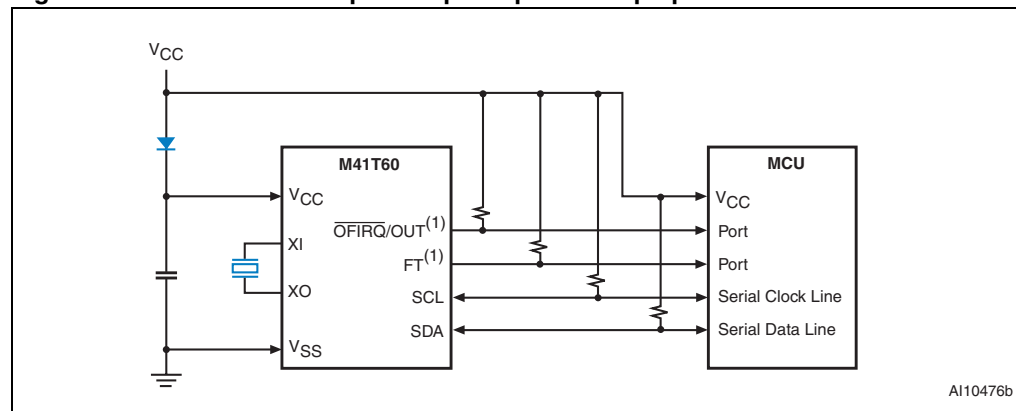 VCC
M41T60
MCU
VCC
VCC
OFIRQ/OUT(1)
Port
XI
FT(1)
Port
XO
SCL
Serial Clock Line
SDA
Serial Data Line
VSS
AI10476b